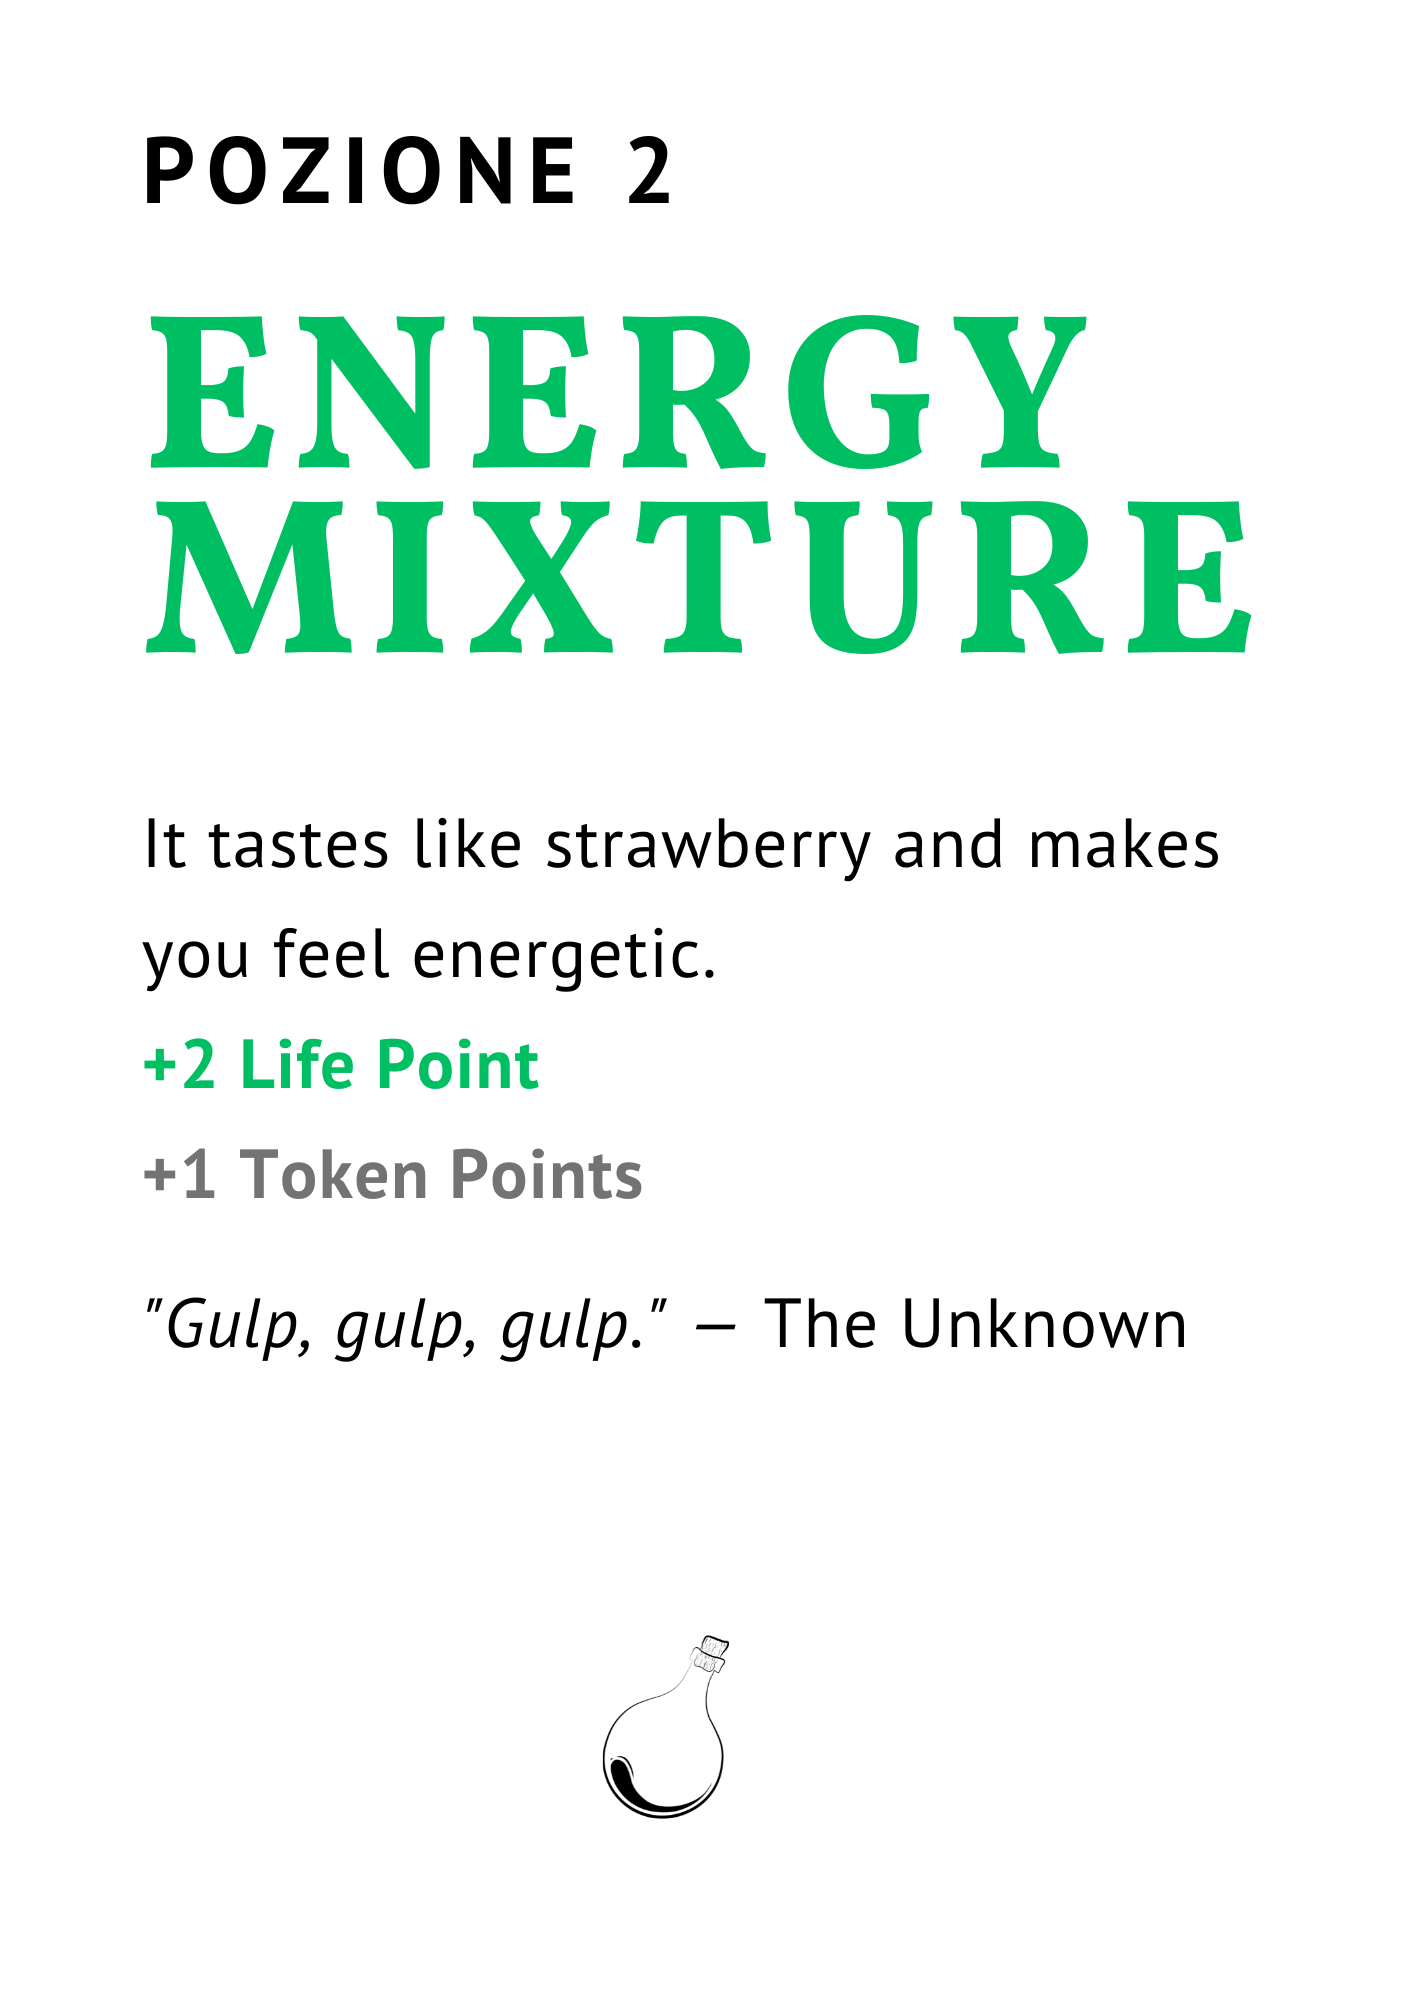 POZIONE 2
ENERGY
MIXTURE
It tastes like strawberry and makes
you feel energetic.
+2 Life Point
+1 Token Points
"Gulp, gulp, gulp." — The Unknown